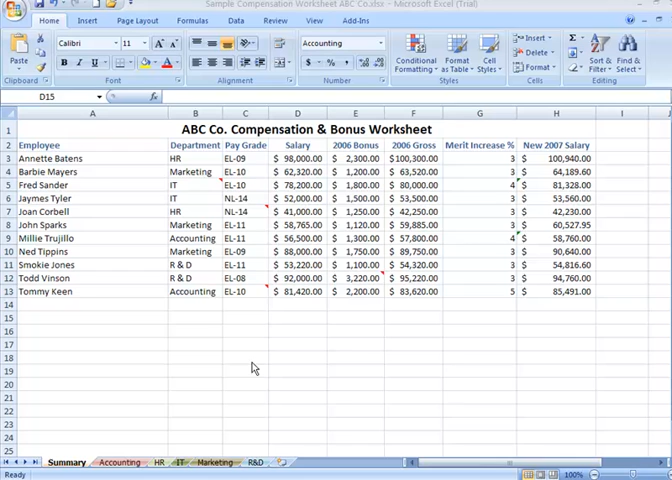 Sample Compensation Worksheet ABC Co.xlsx - Microsoft Excel (Trial)
Home Insert Page Layout Formulas Data Review View Add-Ins
Paste Calibri 11 Accounting Conditional Formatting Format as Table Cell Styles Insert Delete Format Sort & Filter Find & Select
Clipboard Font Alignment Number Styles Cells Editing
D15 fx
A B C D E F G H I J
1 ABC Co. Compensation & Bonus Worksheet
2 Employee Department Pay Grade Salary 2006 Bonus 2006 Gross Merit Increase % New 2007 Salary
3 Annette Batens HR EL-09 $ 98,000.00 $ 2,300.00 $100,300.00 3 $ 100,940.00
4 Barbie Mayers Marketing EL-10 $ 62,320.00 $ 1,200.00 $ 63,520.00 3 $ 64,189.60
5 Fred Sander IT EL-10 $ 78,200.00 $ 1,800.00 $ 80,000.00 4 $ 81,328.00
6 Jaymes Tyler IT NL-14 $ 52,000.00 $ 1,500.00 $ 53,500.00 3 $ 53,560.00
7 Joan Corbell HR NL-14 $ 41,000.00 $ 1,250.00 $ 42,250.00 3 $ 42,230.00
8 John Sparks Marketing EL-11 $ 58,765.00 $ 1,120.00 $ 59,885.00 3 $ 60,527.95
9 Millie Trujillo Accounting EL-11 $ 56,500.00 $ 1,300.00 $ 57,800.00 4 $ 58,760.00
10 Ned Tippins Marketing EL-09 $ 88,000.00 $ 1,750.00 $ 89,750.00 3 $ 90,640.00
11 Smokie Jones R & D EL-11 $ 53,220.00 $ 1,100.00 $ 54,320.00 3 $ 54,816.60
12 Todd Vinson R & D EL-08 $ 92,000.00 $ 3,220.00 $ 95,220.00 3 $ 94,760.00
13 Tommy Keen Accounting EL-10 $ 81,420.00 $ 2,200.00 $ 83,620.00 5 $ 85,491.00
14
15
16
17
18
19
20
21
22
23
24
25
Summary Accounting HR IT Marketing R&D
Ready 100%